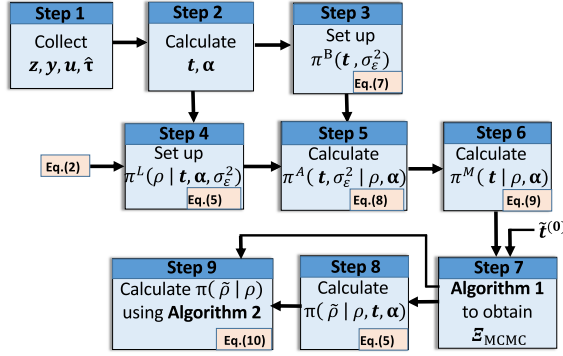 Step 1
Collect
z, y, u, τ̂
Step 2
Calculate
t, α
Step 3
Set up
π^B(t, σ_ε^2)
Eq.(7)
Step 4
Set up
π^L(ρ | t, α, σ_ε^2)
Eq.(5)
Eq.(2)
Step 5
Calculate
π^A(t, σ_ε^2 | ρ, α)
Eq.(8)
Step 6
Calculate
π^M(t | ρ, α)
Eq.(9)
t̃^(0)
Step 7
Algorithm 1
to obtain
Ξ_MCMC
Step 8
Calculate
π(ρ̃ | ρ, t, α)
Eq.(5)
Step 9
Calculate π(ρ̃ | ρ)
using Algorithm 2
Eq.(10)